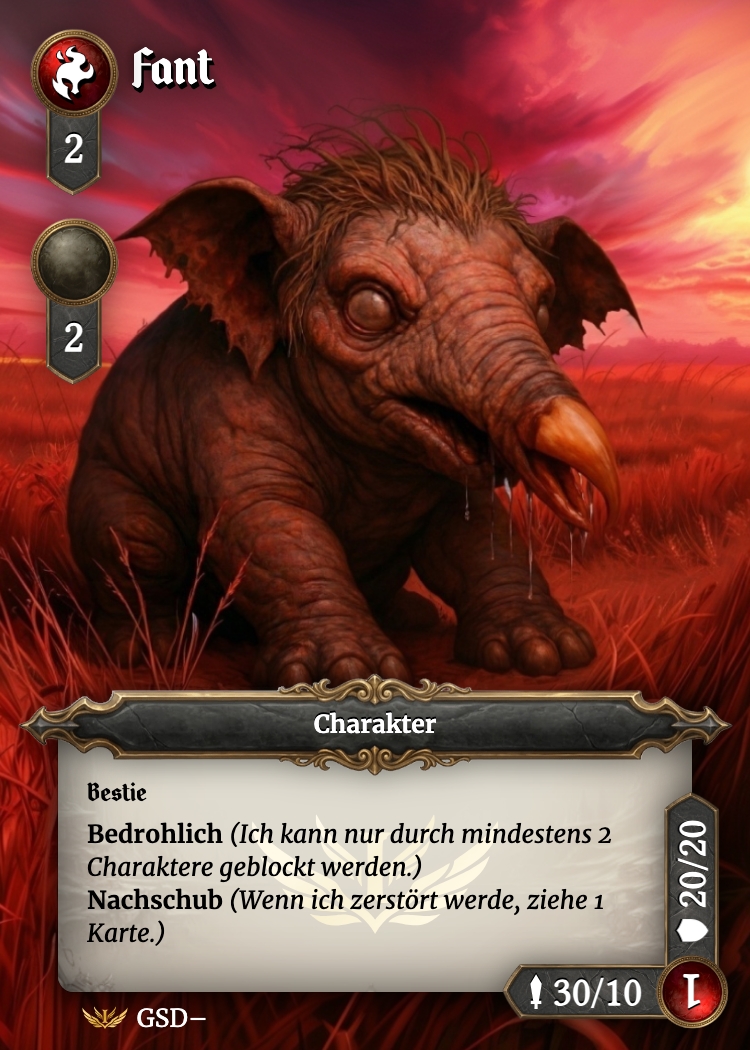 Fant
2
2
Charakter
Bestie
Bedrohlich (Ich kann nur durch mindestens 2
Charaktere geblockt werden.)
Nachschub (Wenn ich zerstört werde, ziehe 1
Karte.)
20/20
30/10
1
GSD–